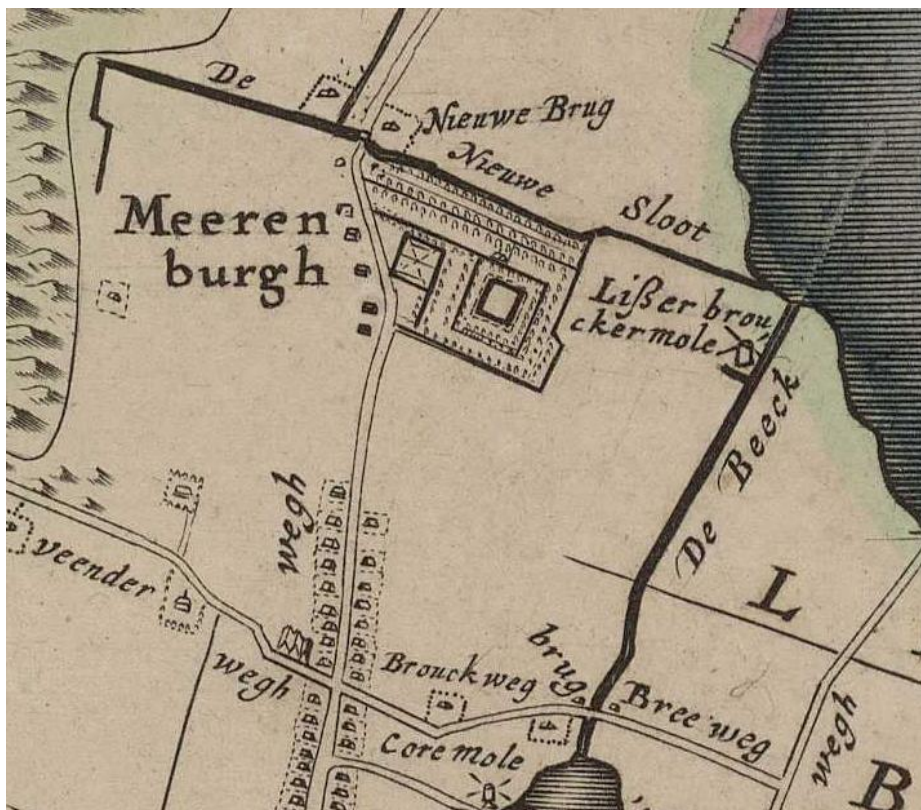 De
Nieuwe Brug
Nieuwe
Sloot
Meeren
burgh
Lißer brou,
ckermole
De Beeck
wegh
veender
wegh
L
Brouckweg
brug
Bree weg
wegh
Core mole
B